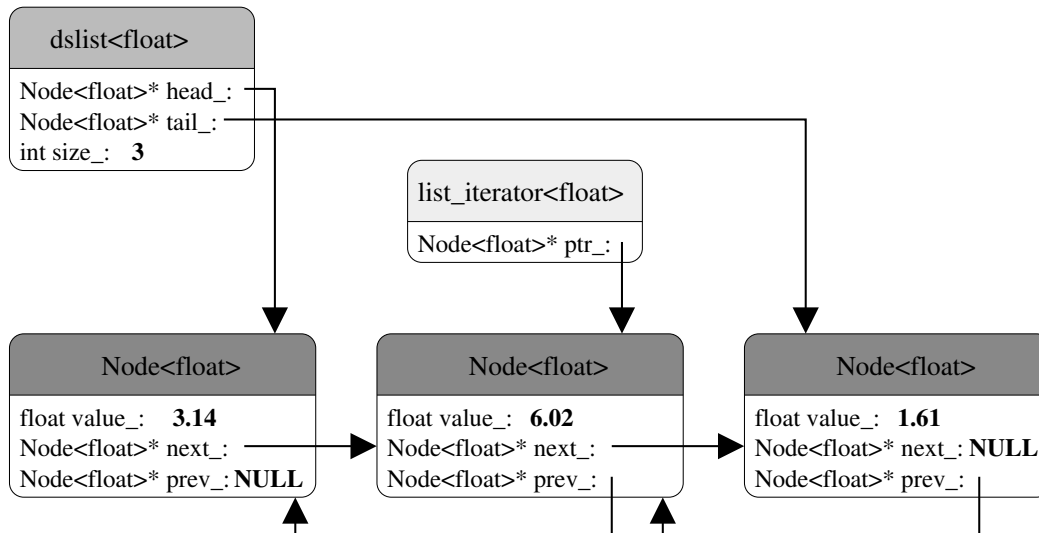 dslist<float>
Node<float>* head_:
Node<float>* tail_:
int size_: 3
list_iterator<float>
Node<float>* ptr_:
Node<float>
float value_: 3.14
Node<float>* next_:
Node<float>* prev_: NULL
Node<float>
float value_: 6.02
Node<float>* next_:
Node<float>* prev_:
Node<float>
float value_: 1.61
Node<float>* next_: NULL
Node<float>* prev_: